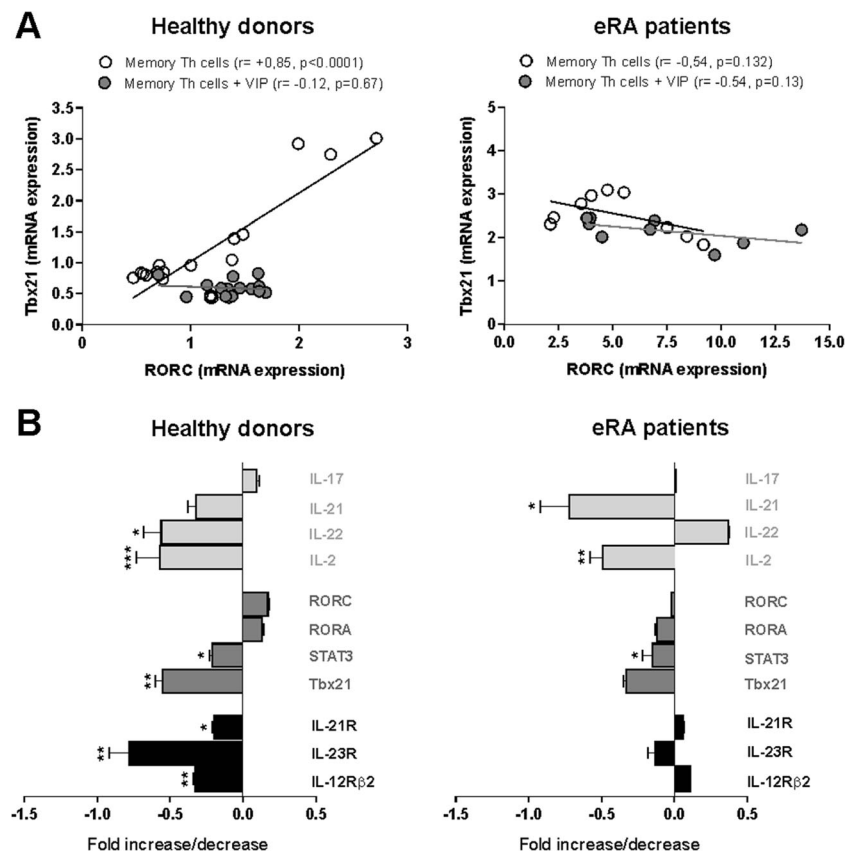 A
Healthy donors
Memory Th cells (r= +0,85, p<0.0001)
Memory Th cells + VIP (r= -0.12, p=0.67)
3.5
3.0
2.5
2.0
1.5
1.0
0.5
0.0
Tbx21 (mRNA expression)
0
1
2
3
RORC (mRNA expression)
eRA patients
Memory Th cells (r= -0,54, p=0.132)
Memory Th cells + VIP (r= -0.54, p=0.13)
5
4
3
2
1
0
Tbx21 (mRNA expression)
0.0
2.5
5.0
7.5
10.0
12.5
15.0
RORC (mRNA expression)
B
Healthy donors
IL-17
IL-21
* IL-22
*** IL-2
RORC
RORA
* STAT3
** Tbx21
* IL-21R
** IL-23R
** IL-12Rβ2
-1.5
-1.0
-0.5
0.0
0.5
Fold increase/decrease
eRA patients
IL-17
* IL-21
IL-22
** IL-2
RORC
RORA
* STAT3
Tbx21
IL-21R
IL-23R
IL-12Rβ2
-1.5
-1.0
-0.5
0.0
0.5
Fold increase/decrease